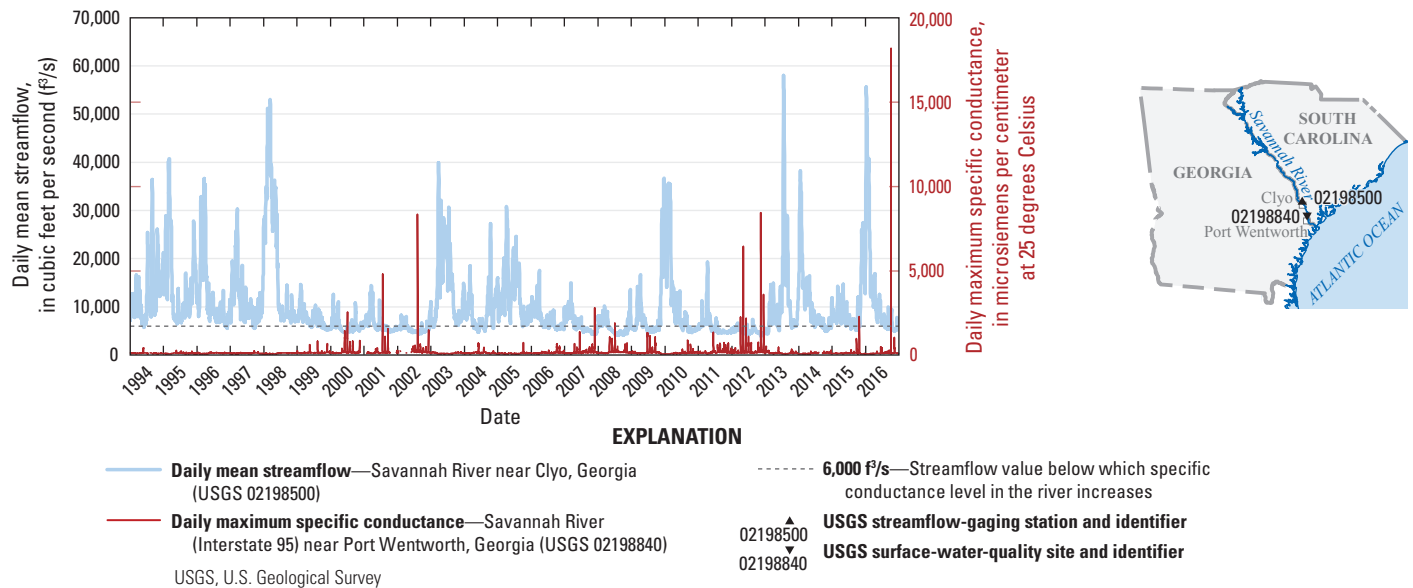 70,000
60,000
50,000
40,000
30,000
20,000
10,000
0
Daily mean streamflow,
in cubic feet per second (f³/s)
20,000
15,000
10,000
5,000
0
Daily maximum specific conductance,
in microsiemens per centimeter
at 25 degrees Celsius
1994
1995
1996
1997
1998
1999
2000
2001
2002
2003
2004
2005
2006
2007
2008
2009
2010
2011
2012
2013
2014
2015
2016
Date
SOUTH
CAROLINA
GEORGIA
Savannah River
Clyo
02198500
02198840
Port Wentworth
ATLANTIC OCEAN
EXPLANATION
Daily mean streamflow—Savannah River near Clyo, Georgia
(USGS 02198500)
Daily maximum specific conductance—Savannah River
(Interstate 95) near Port Wentworth, Georgia (USGS 02198840)
USGS, U.S. Geological Survey
6,000 f³/s—Streamflow value below which specific
conductance level in the river increases
02198500
USGS streamflow-gaging station and identifier
02198840
USGS surface-water-quality site and identifier